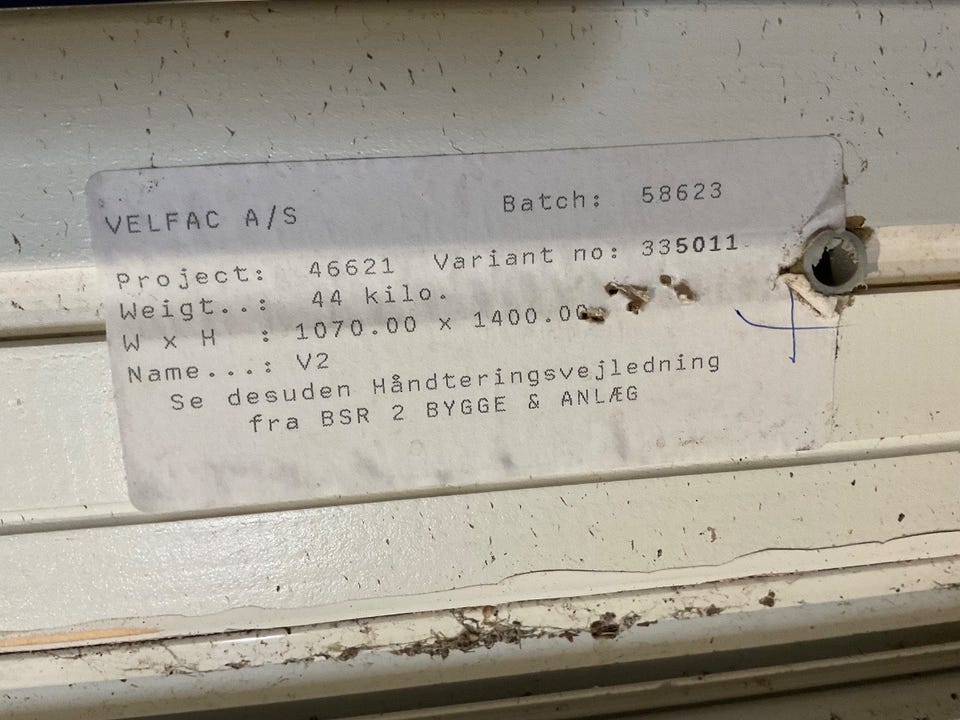 VELFAC A/S Batch: 58623
Project: 46621 Variant no: 335011
Weigt..: 44 kilo.
W x H : 1070.00 x 1400.00
Name...: V2
Se desuden Håndteringsvejledning
fra BSR 2 BYGGE & ANLÆG